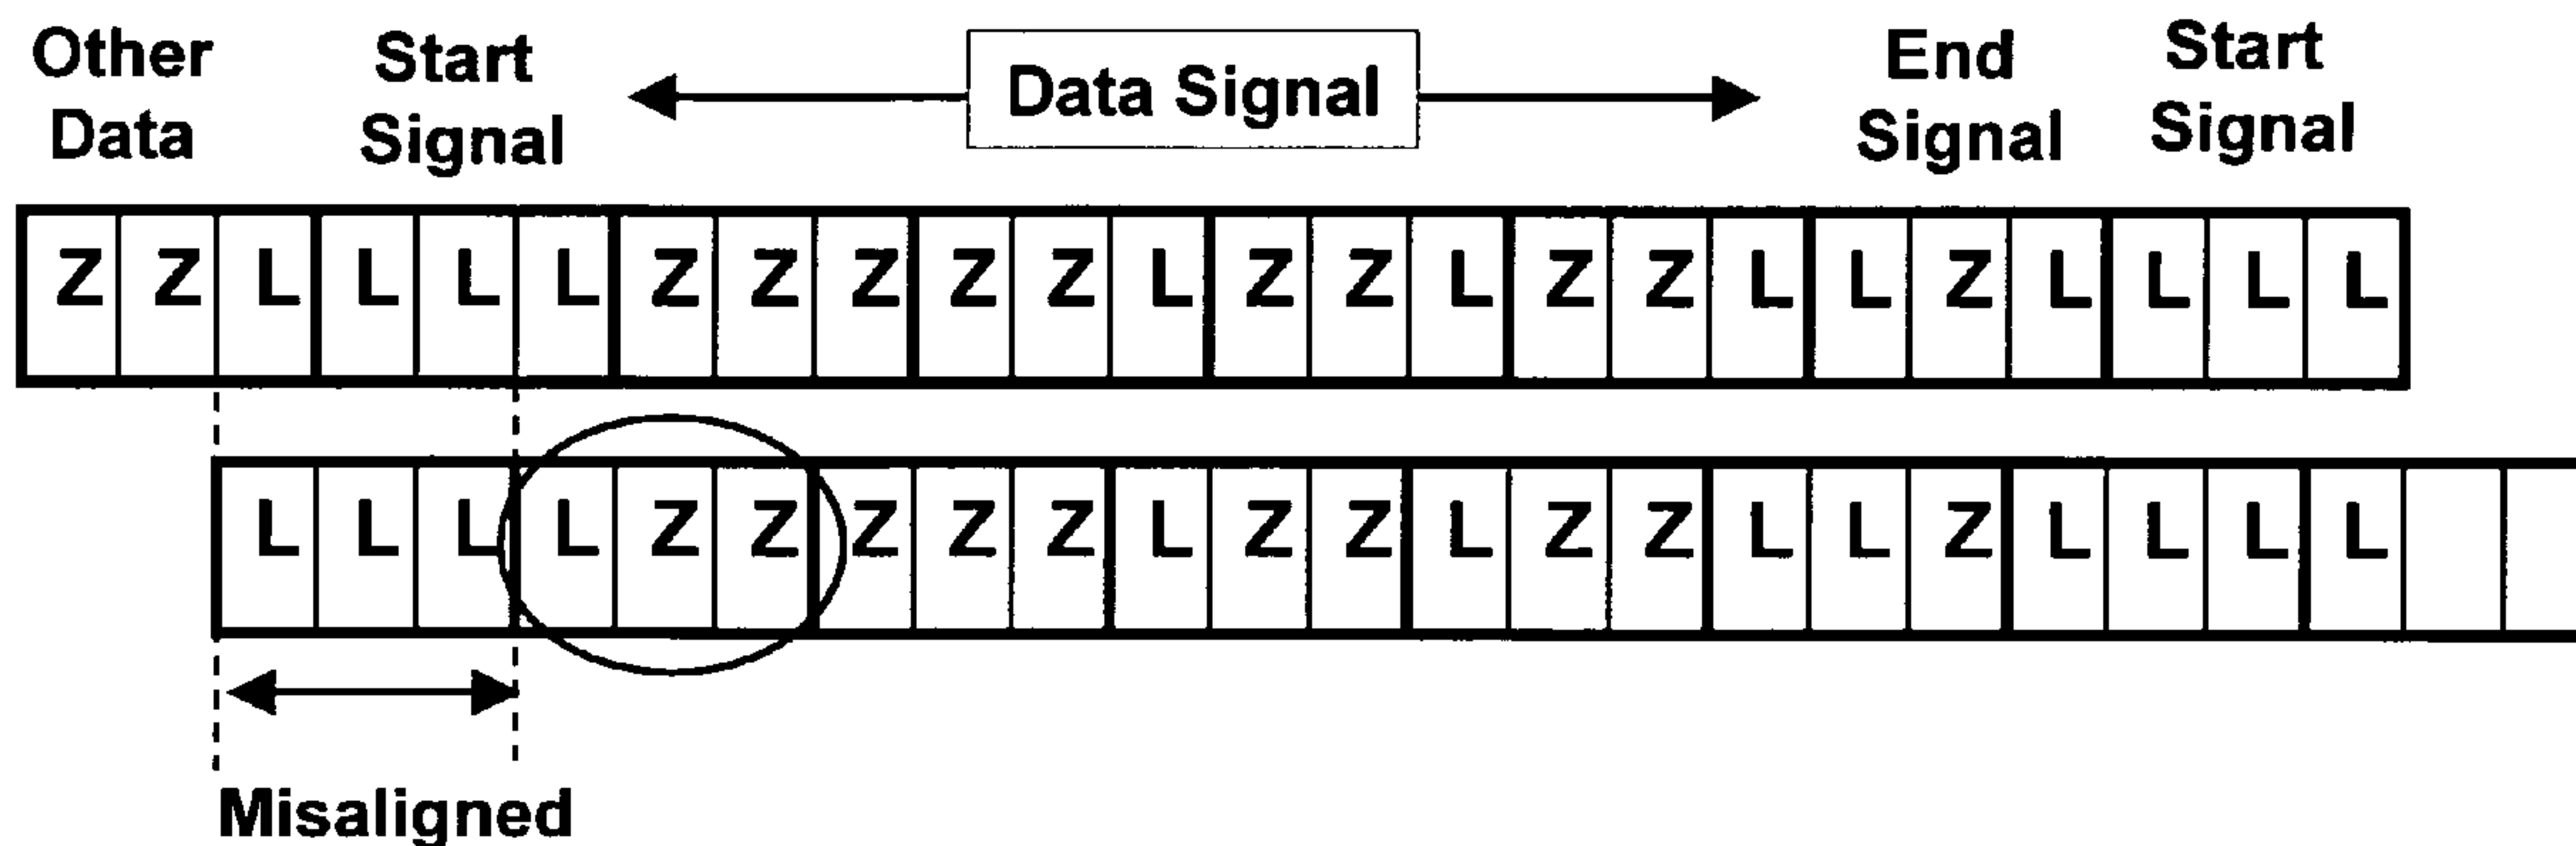 Other
Data
Start
Signal
Data Signal
End
Signal
Start
Signal
Z Z L L L L Z Z Z Z Z L Z Z L Z Z L L Z L L L L
L L L L Z Z Z Z Z L Z Z L Z Z L L Z L L L L
Misaligned